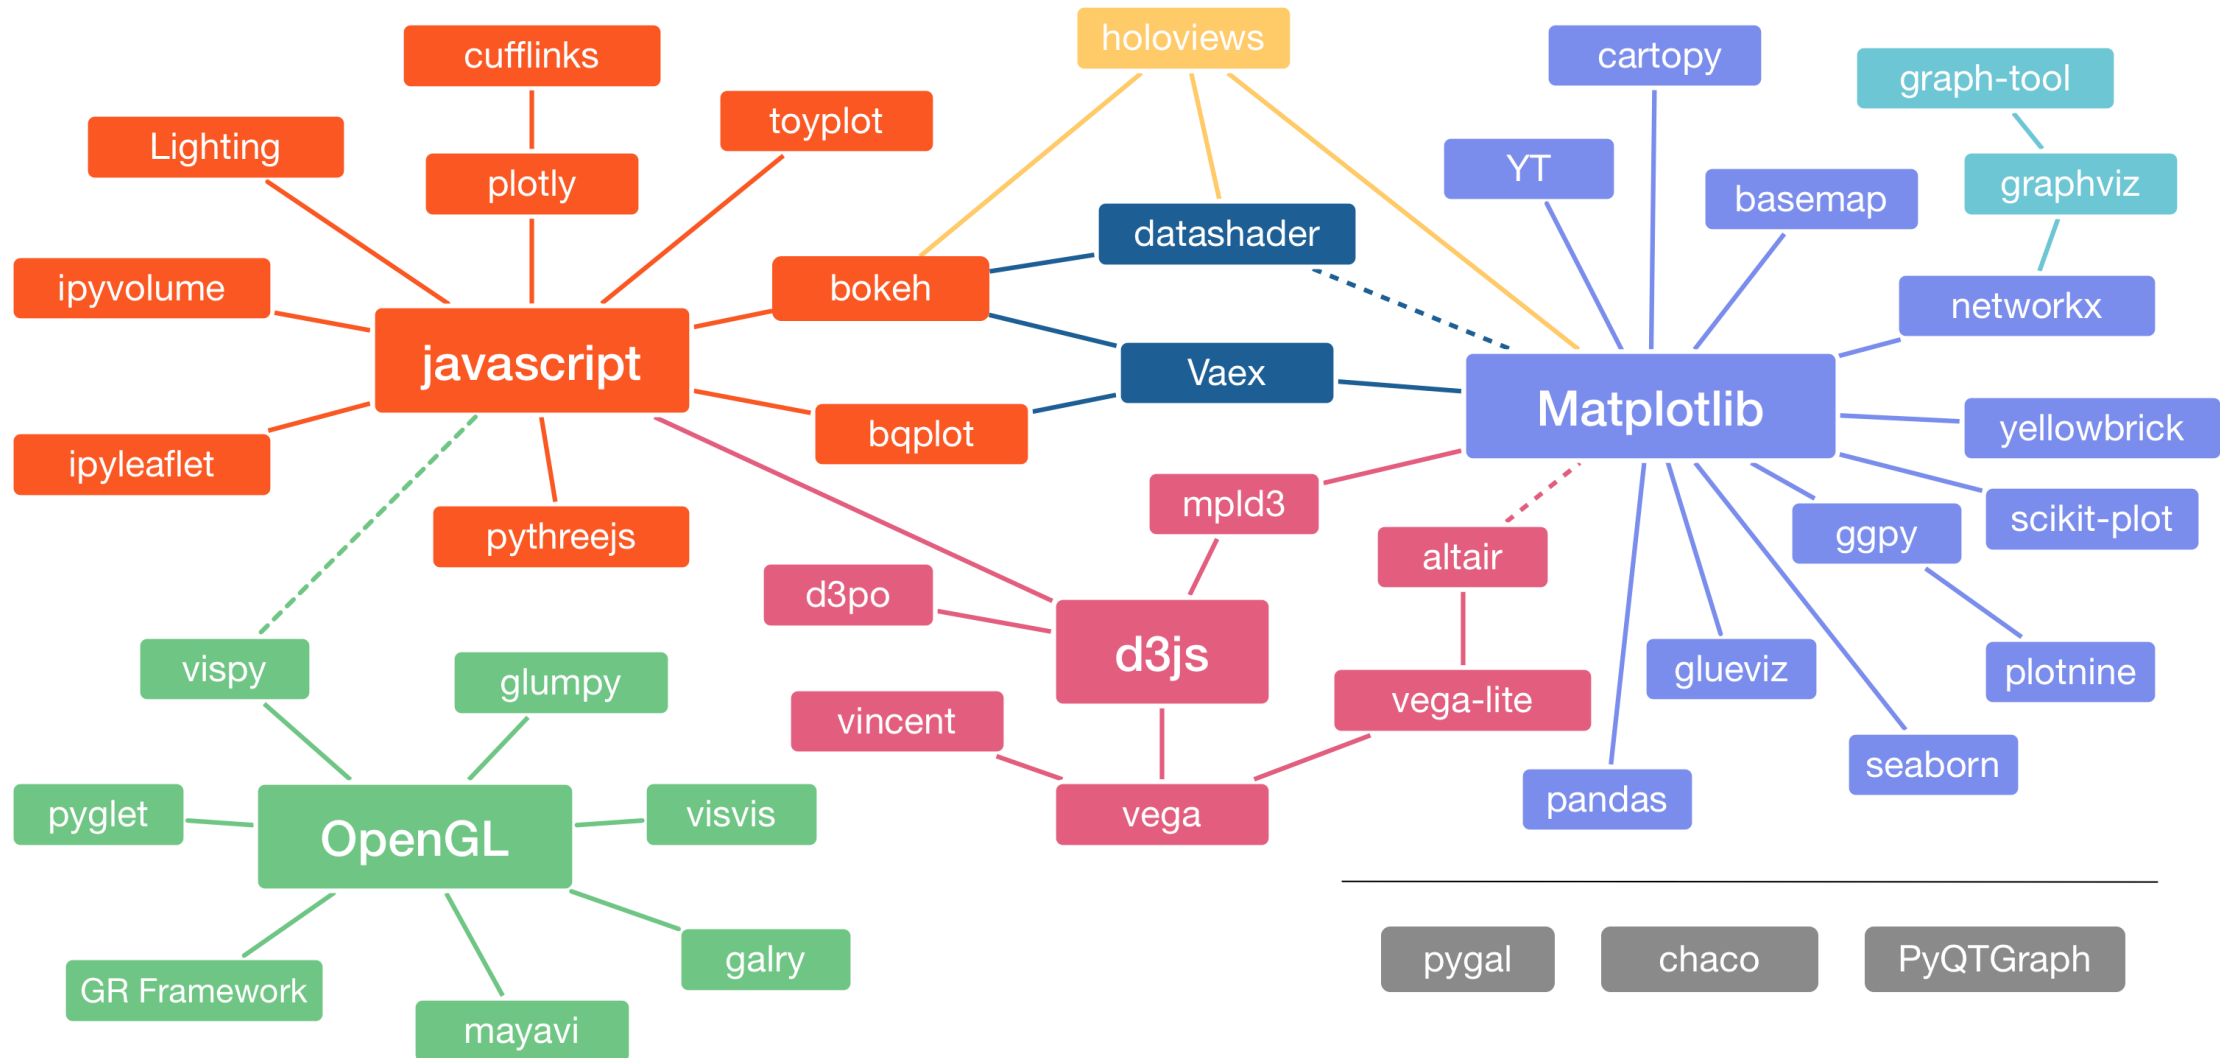 holoviews
cufflinks
cartopy
graph-tool
toyplot
Lighting
YT
plotly
graphviz
basemap
datashader
ipyvolume
bokeh
networkx
javascript
Vaex
Matplotlib
yellowbrick
bqplot
ipyleaflet
mpld3
scikit-plot
pythreejs
ggpy
altair
d3po
d3js
vispy
glumpy
glueviz
plotnine
vincent
vega-lite
seaborn
pandas
pyglet
visvis
vega
OpenGL
galry
pygal
chaco
PyQTGraph
GR Framework
mayavi